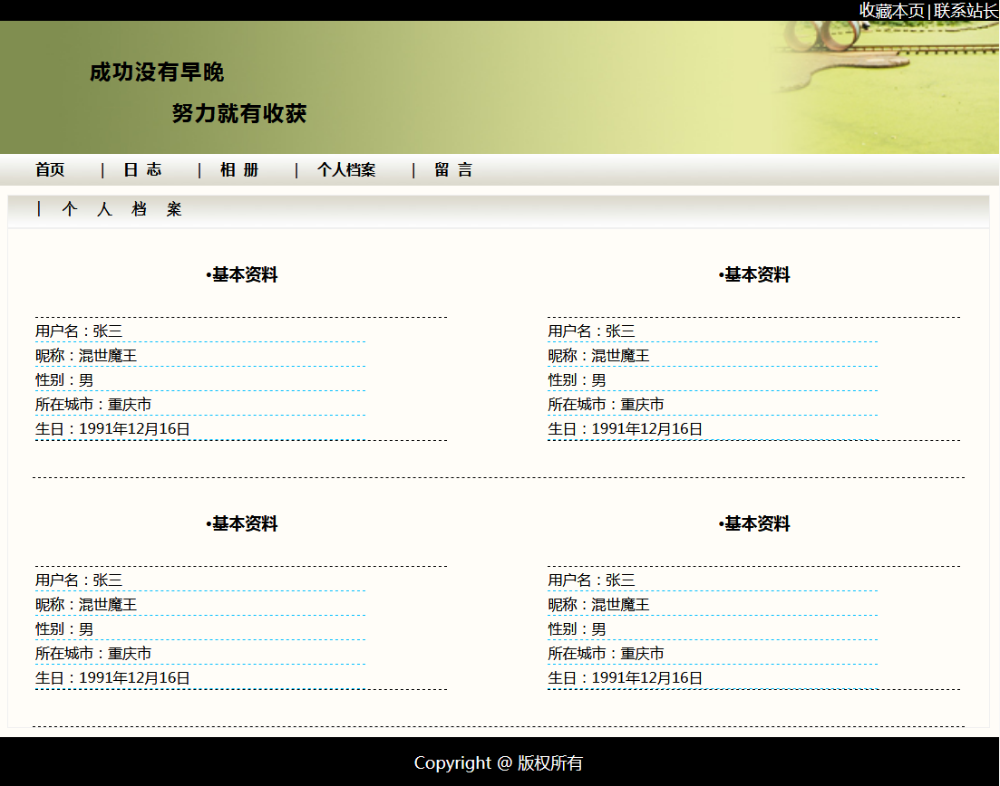 收藏本页|联系站长
成功没有早晚
努力就有收获
首页 | 日 志 | 相 册 | 个人档案 | 留 言
| 个 人 档 案
•基本资料
用户名：张三
昵称：混世魔王
性别：男
所在城市：重庆市
生日：1991年12月16日
•基本资料
用户名：张三
昵称：混世魔王
性别：男
所在城市：重庆市
生日：1991年12月16日
•基本资料
用户名：张三
昵称：混世魔王
性别：男
所在城市：重庆市
生日：1991年12月16日
•基本资料
用户名：张三
昵称：混世魔王
性别：男
所在城市：重庆市
生日：1991年12月16日
Copyright @ 版权所有